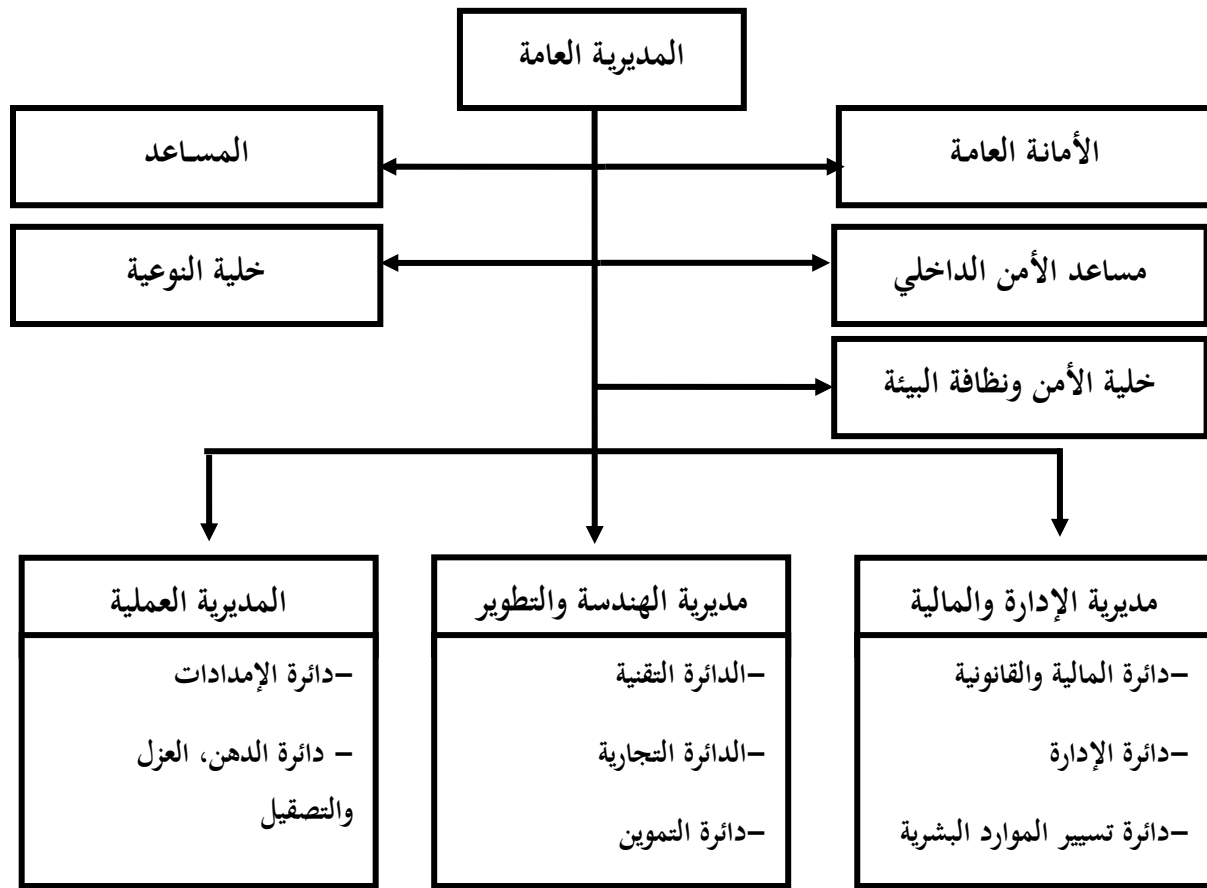 المديرية العامة
الأمانة العامة
المساعد
مساعد الأمن الداخلي
خلية النوعية
خلية الأمن ونظافة البيئة
مديرية الإدارة والمالية
–دائرة المالية والقانونية
–دائرة الإدارة
–دائرة تسيير الموارد البشرية
مديرية الهندسة والتطوير
–الدائرة التقنية
–الدائرة التجارية
–دائرة التموين
المديرية العملية
–دائرة الإمدادات
– دائرة الدهن، العزل
والتصقيل